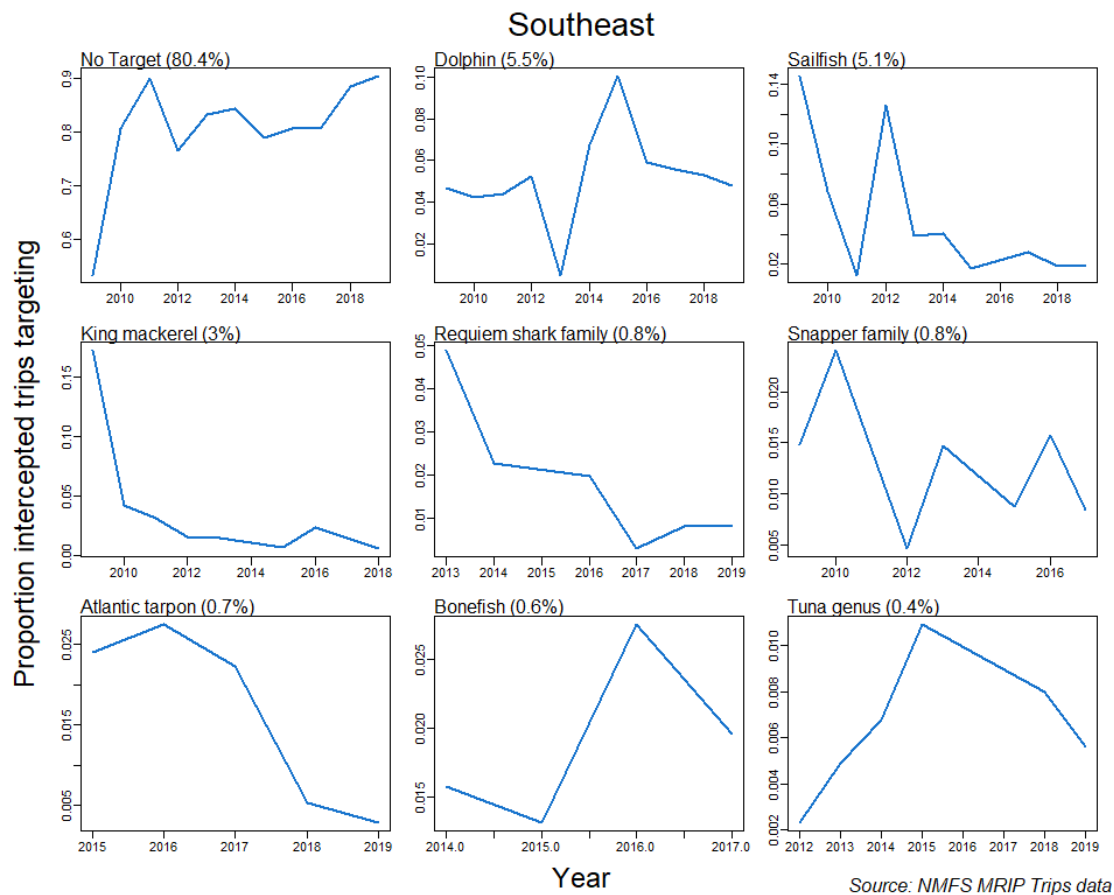 Southeast
Proportion intercepted trips targeting
No Target (80.4%)
0.9
0.8
0.7
0.6
2010 2012 2014 2016 2018
Dolphin (5.5%)
0.10
0.08
0.06
0.04
0.02
2010 2012 2014 2016 2018
Sailfish (5.1%)
0.14
0.10
0.06
0.02
2010 2012 2014 2016 2018
King mackerel (3%)
0.15
0.10
0.05
0.00
2010 2012 2014 2016 2018
Requiem shark family (0.8%)
0.05
0.04
0.03
0.02
0.01
2013 2014 2015 2016 2017 2018 2019
Snapper family (0.8%)
0.020
0.015
0.010
0.005
2010 2012 2014 2016
Atlantic tarpon (0.7%)
0.025
0.015
0.005
2015 2016 2017 2018 2019
Bonefish (0.6%)
0.025
0.020
0.015
2014.0 2015.0 2016.0 2017.0
Tuna genus (0.4%)
0.010
0.008
0.006
0.004
0.002
2012 2013 2014 2015 2016 2017 2018 2019
Year
Source: NMFS MRIP Trips data